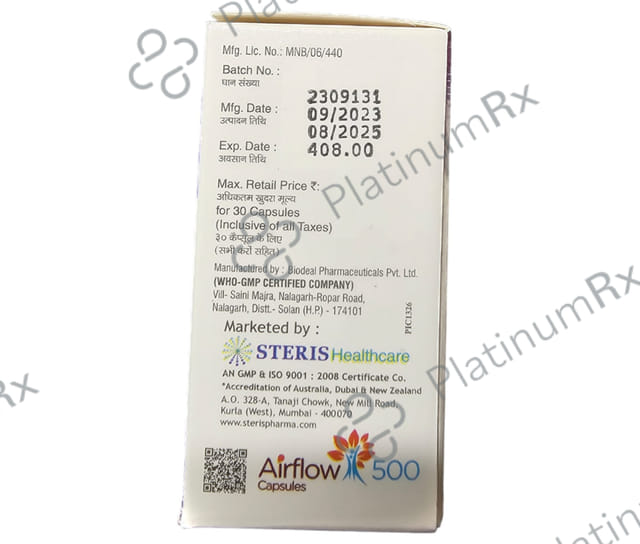 Mfg. Lic. No.: MNB/06/440
Batch No. :
घान संख्या
2309131
Mfg. Date :
उत्पादन तिथि
09/2023
08/2025
Exp. Date :
अवसान तिथि
408.00
Max. Retail Price ₹:
अधिकतम खुदरा मूल्य
for 30 Capsules
(Inclusive of all Taxes)
३० कैप्सूल के लिए
(सभी करों सहित)
Manufactured by : Biodeal Pharmaceuticals Pvt. Ltd.
(WHO-GMP CERTIFIED COMPANY)
Vill- Saini Majra, Nalagarh-Ropar Road,
Nalagarh, Distt.- Solan (H.P.) - 174101
PIC1326
Marketed by :
STERIS Healthcare
AN GMP & ISO 9001 : 2008 Certificate Co.
*Accreditation of Australia, Dubai & New Zealand
A.O. 328-A, Tanaji Chowk, New Mill Road,
Kurla (West), Mumbai - 400070
www.sterispharma.com
Airflow 500
Capsules
PlatinumRx
PlatinumRx
PlatinumRx
Rx